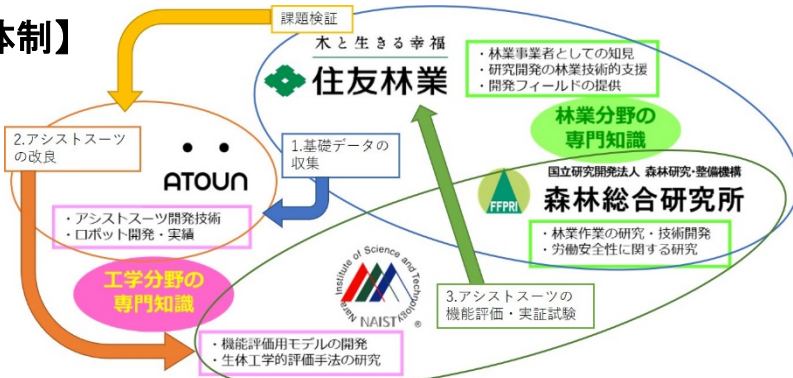 体制】
課題検証
木と生きる幸福
住友林業
・林業事業者としての知見
・研究開発の林業技術的支援
・開発フィールドの提供
林業分野の
専門知識
2.アシストスーツ
の改良
ATOUN
1.基礎データの
収集
・アシストスーツ開発技術
・ロボット開発・実績
国立研究開発法人 森林研究・整備機構
FFPRI
森林総合研究所
・林業作業の研究・技術開発
・労働安全性に関する研究
工学分野の
専門知識
Nara Institute of Science and Technology
NAIST®
3.アシストスーツの
機能評価・実証試験
・機能評価用モデルの開発
・生体工学的評価手法の研究